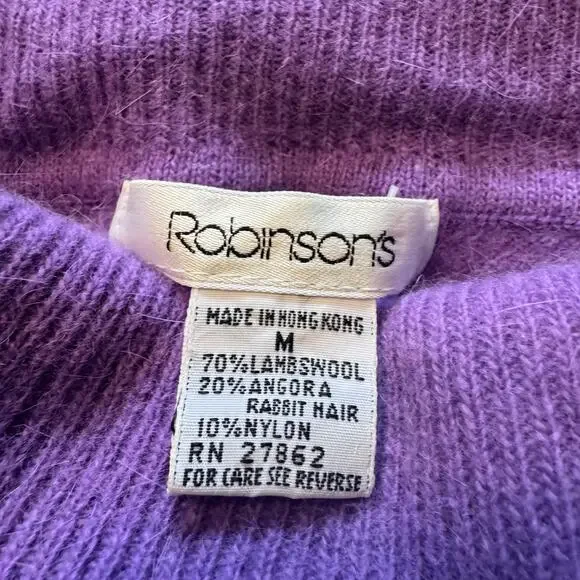 Robinson's
MADE IN HONG KONG
M
70% LAMBSWOOL
20% ANGORA
RABBIT HAIR
10% NYLON
RN 27862
FOR CARE SEE REVERSE